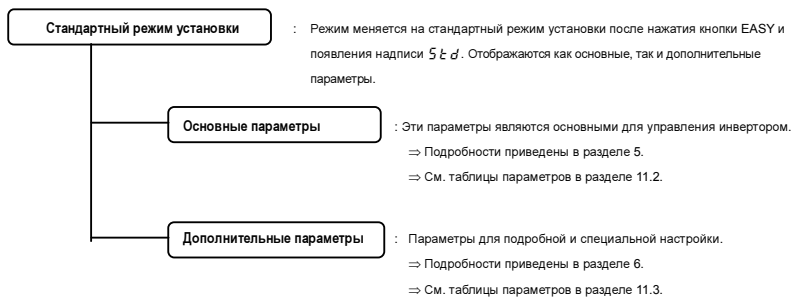 Стандартный режим установки : Режим меняется на стандартный режим установки после нажатия кнопки EASY и
появления надписи Std. Отображаются как основные, так и дополнительные
параметры.
Основные параметры : Эти параметры являются основными для управления инвертором.
⇒ Подробности приведены в разделе 5.
⇒ См. таблицы параметров в разделе 11.2.
Дополнительные параметры : Параметры для подробной и специальной настройки.
⇒ Подробности приведены в разделе 6.
⇒ См. таблицы параметров в разделе 11.3.